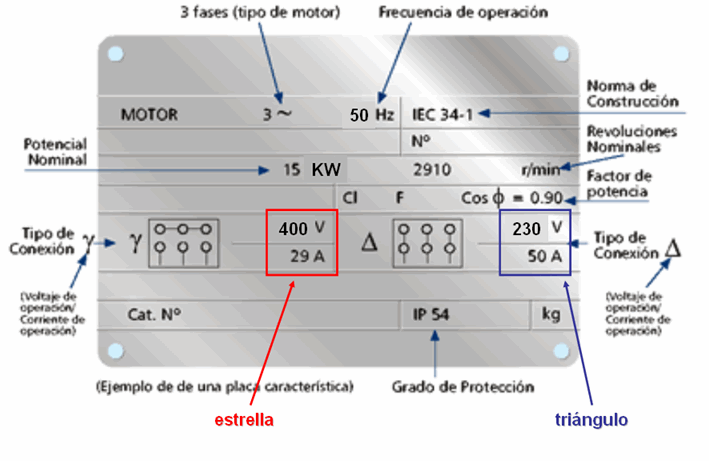 3 fases (tipo de motor)
Frecuencia de operación
MOTOR 3 ~ 50 Hz IEC 34-1
Norma de
Construcción
Nº
Revoluciones
Nominales
Potencial
Nominal
15 KW 2910 r/min
Factor de
potencia
Cl F Cos ϕ = 0.90
Tipo de
Conexión γ
γ 400 V Δ 230 V
29 A 50 A
Tipo de
Conexión Δ
(Voltaje de
operación/
Corriente de
operación)
(Voltaje de
operación/
Corriente de
operación)
Cat. Nº IP 54 kg
(Ejemplo de de una placa característica)
Grado de Protección
estrella
triángulo